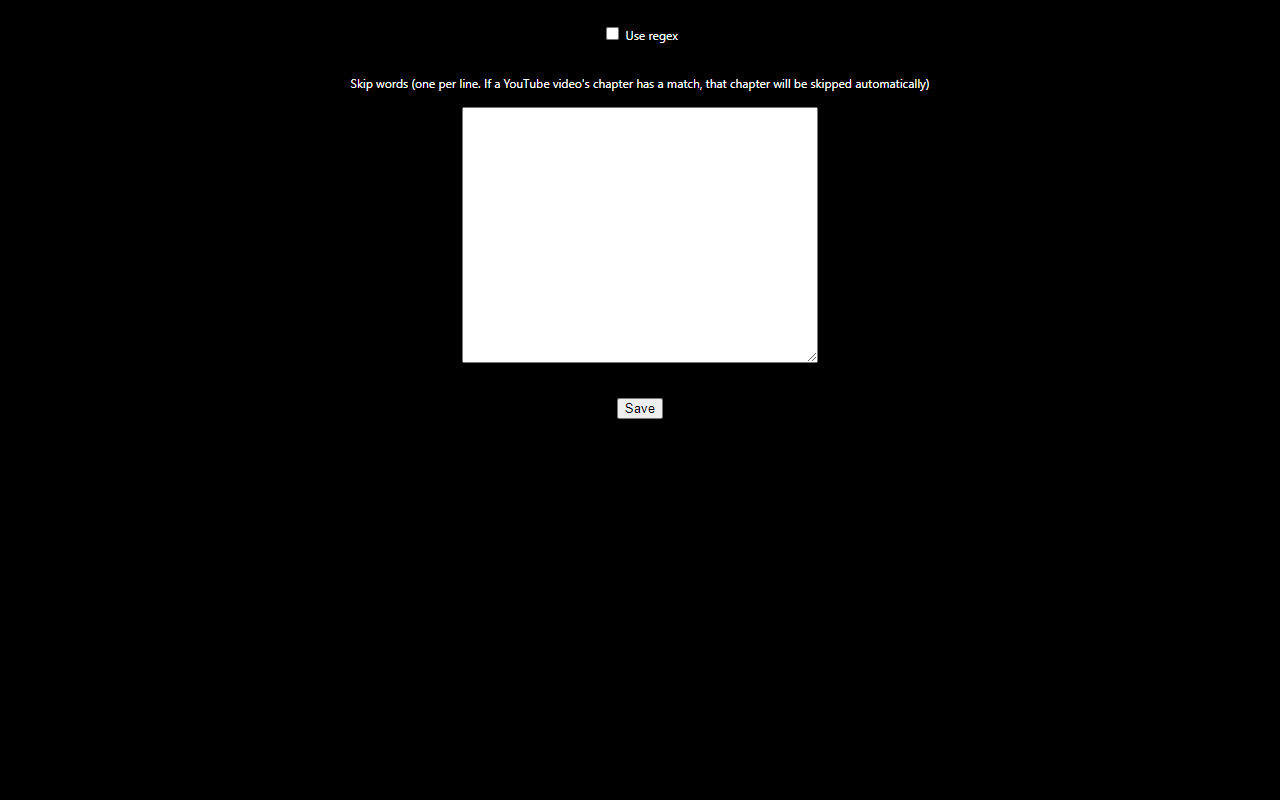 Use regex
Skip words (one per line. If a YouTube video's chapter has a match, that chapter will be skipped automatically)
Save